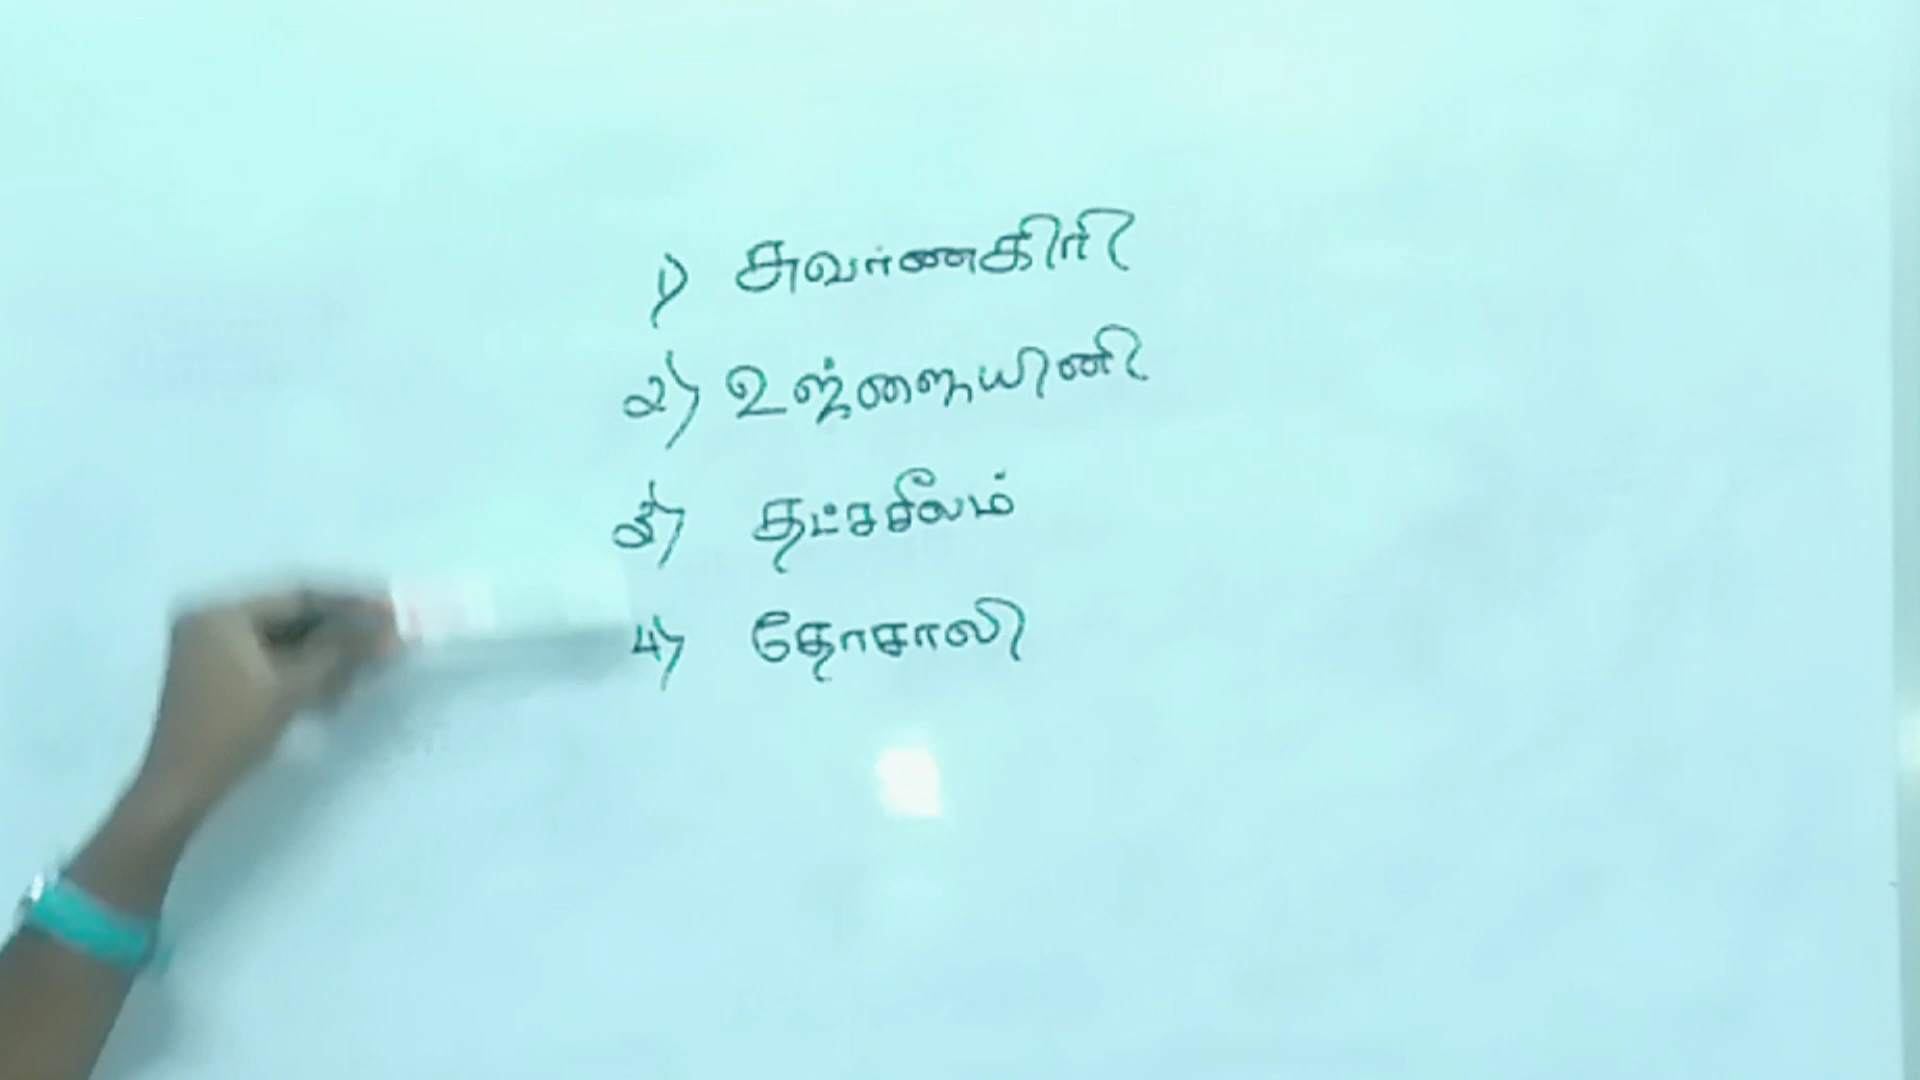 1) சுவர்ணகிரி
2) உஜ்ஜையினி
3) தட்சசீலம்
4) தோசாலி